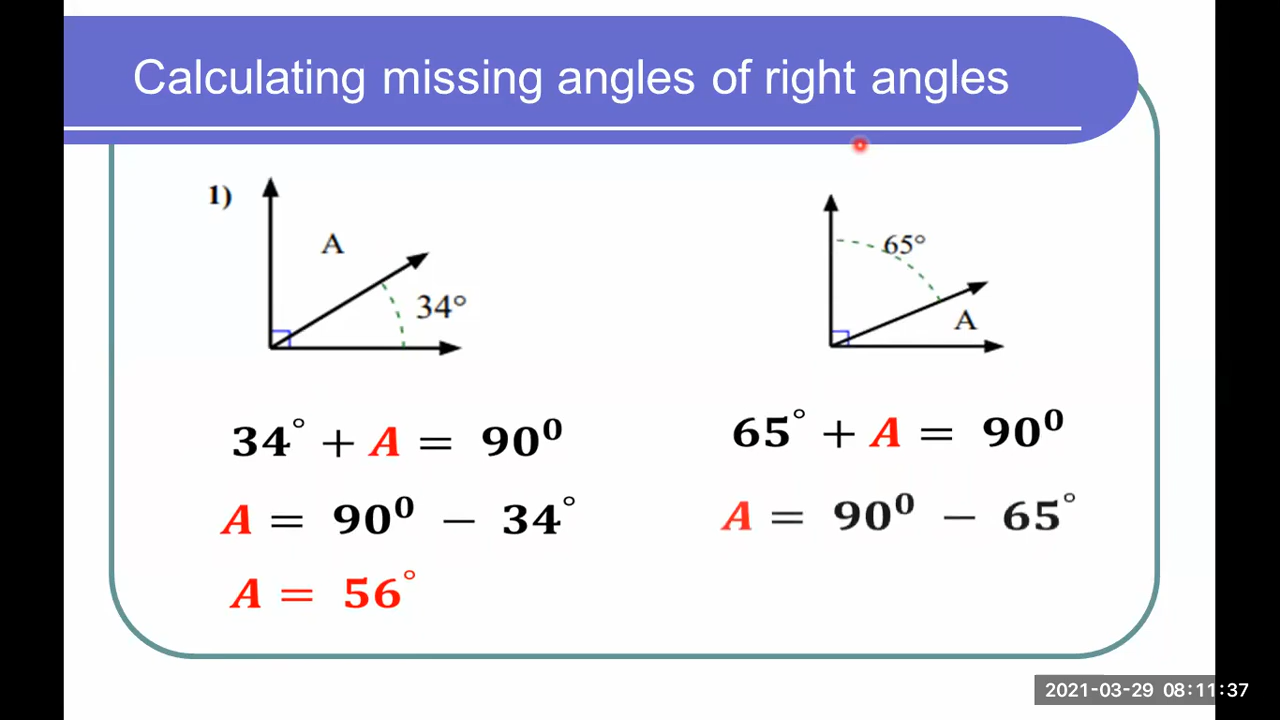 Calculating missing angles of right angles
1)
A
34°
65°
A
34° + A = 90⁰
A = 90⁰ − 34°
A = 56°
65° + A = 90⁰
A = 90⁰ − 65°
2021-03-29 08:11:37